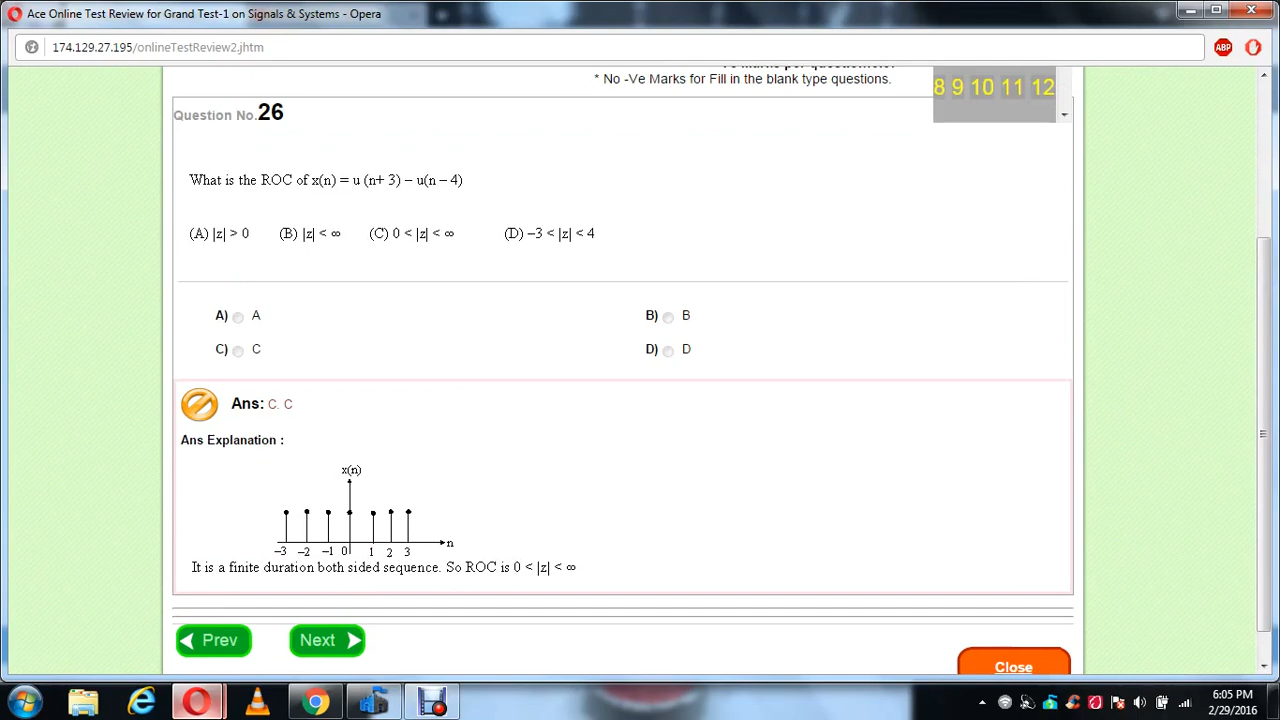 Ace Online Test Review for Grand Test-1 on Signals & Systems - Opera
174.129.27.195/onlineTestReview2.jhtm
ABP
* No -Ve Marks for Fill in the blank type questions.
8 9 10 11 12
Question No.26
What is the ROC of x(n) = u (n+ 3) – u(n – 4)
(A) |z| > 0 (B) |z| < ∞ (C) 0 < |z| < ∞ (D) –3 < |z| < 4
A) A B) B
C) C D) D
Ans: C. C
Ans Explanation :
x(n)
n
–3 –2 –1 0 1 2 3
It is a finite duration both sided sequence. So ROC is 0 < |z| < ∞
Prev Next
Close
6:05 PM
2/29/2016